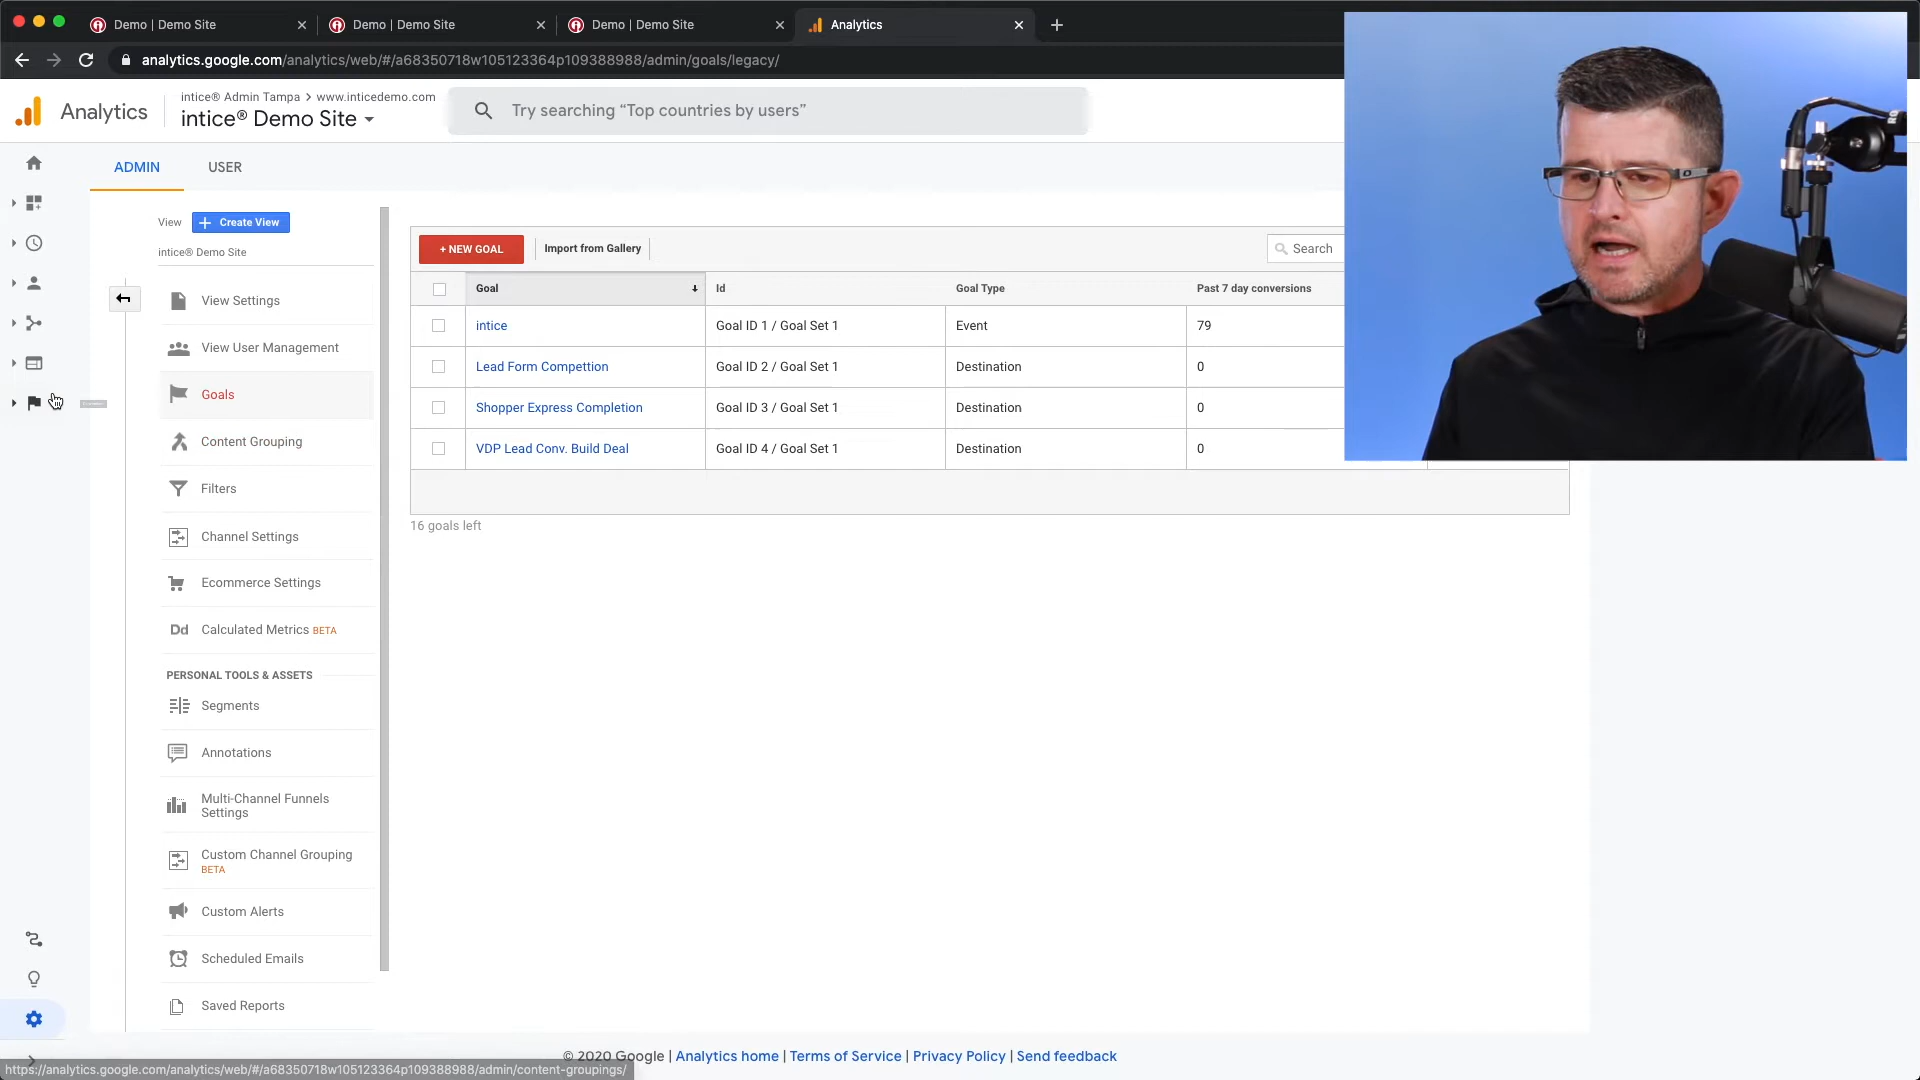 Demo | Demo Site
Demo | Demo Site
Demo | Demo Site
Analytics
analytics.google.com/analytics/web/#/a68350718w105123364p109388988/admin/goals/legacy/
Analytics
intice® Admin Tampa > www.inticedemo.com
intice® Demo Site
Try searching “Top countries by users”
ADMIN
USER
View
+ Create View
intice® Demo Site
View Settings
View User Management
Goals
Content Grouping
Filters
Channel Settings
Ecommerce Settings
Dd Calculated Metrics BETA
PERSONAL TOOLS & ASSETS
Segments
Annotations
Multi-Channel Funnels
Settings
Custom Channel Grouping
BETA
Custom Alerts
Scheduled Emails
Saved Reports
+ NEW GOAL
Import from Gallery
Search
Goal Id Goal Type Past 7 day conversions
intice Goal ID 1 / Goal Set 1 Event 79
Lead Form Compettion Goal ID 2 / Goal Set 1 Destination 0
Shopper Express Completion Goal ID 3 / Goal Set 1 Destination 0
VDP Lead Conv. Build Deal Goal ID 4 / Goal Set 1 Destination 0
16 goals left
© 2020 Google | Analytics home | Terms of Service | Privacy Policy | Send feedback
https://analytics.google.com/analytics/web/#/a68350718w105123364p109388988/admin/content-groupings/